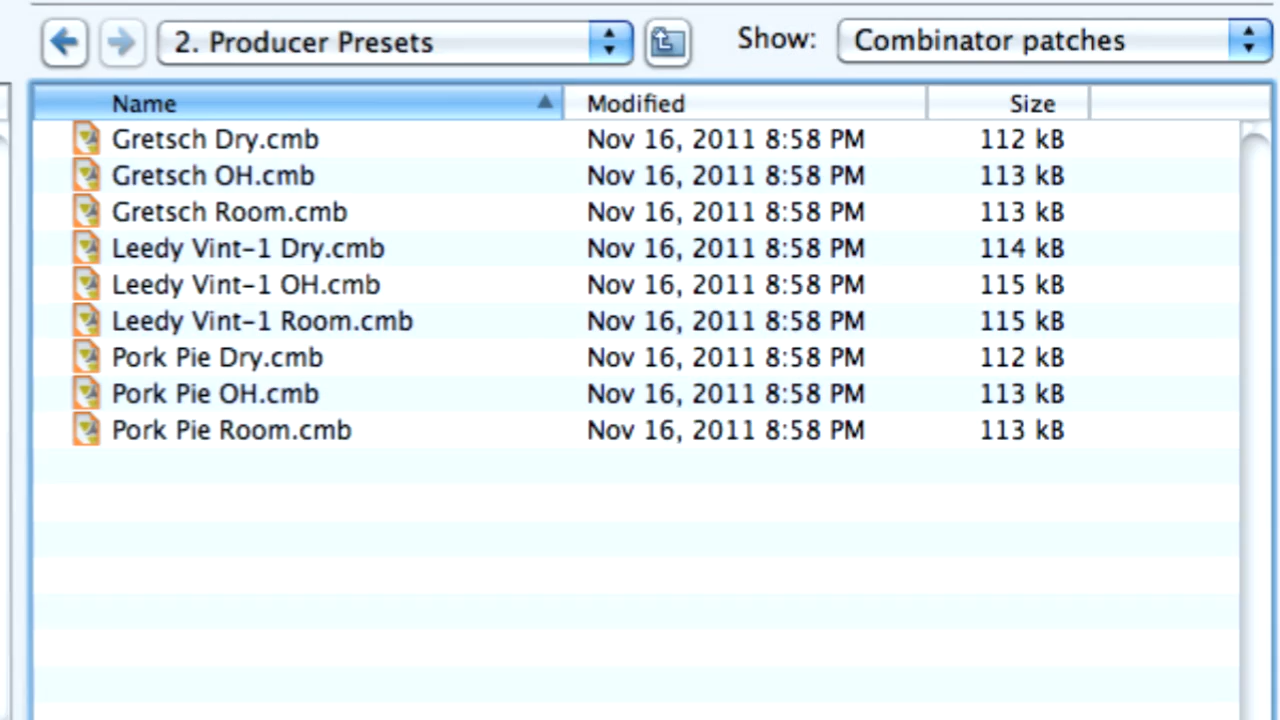 2. Producer Presets Show: Combinator patches
Name Modified Size
Gretsch Dry.cmb Nov 16, 2011 8:58 PM 112 kB
Gretsch OH.cmb Nov 16, 2011 8:58 PM 113 kB
Gretsch Room.cmb Nov 16, 2011 8:58 PM 113 kB
Leedy Vint-1 Dry.cmb Nov 16, 2011 8:58 PM 114 kB
Leedy Vint-1 OH.cmb Nov 16, 2011 8:58 PM 115 kB
Leedy Vint-1 Room.cmb Nov 16, 2011 8:58 PM 115 kB
Pork Pie Dry.cmb Nov 16, 2011 8:58 PM 112 kB
Pork Pie OH.cmb Nov 16, 2011 8:58 PM 113 kB
Pork Pie Room.cmb Nov 16, 2011 8:58 PM 113 kB